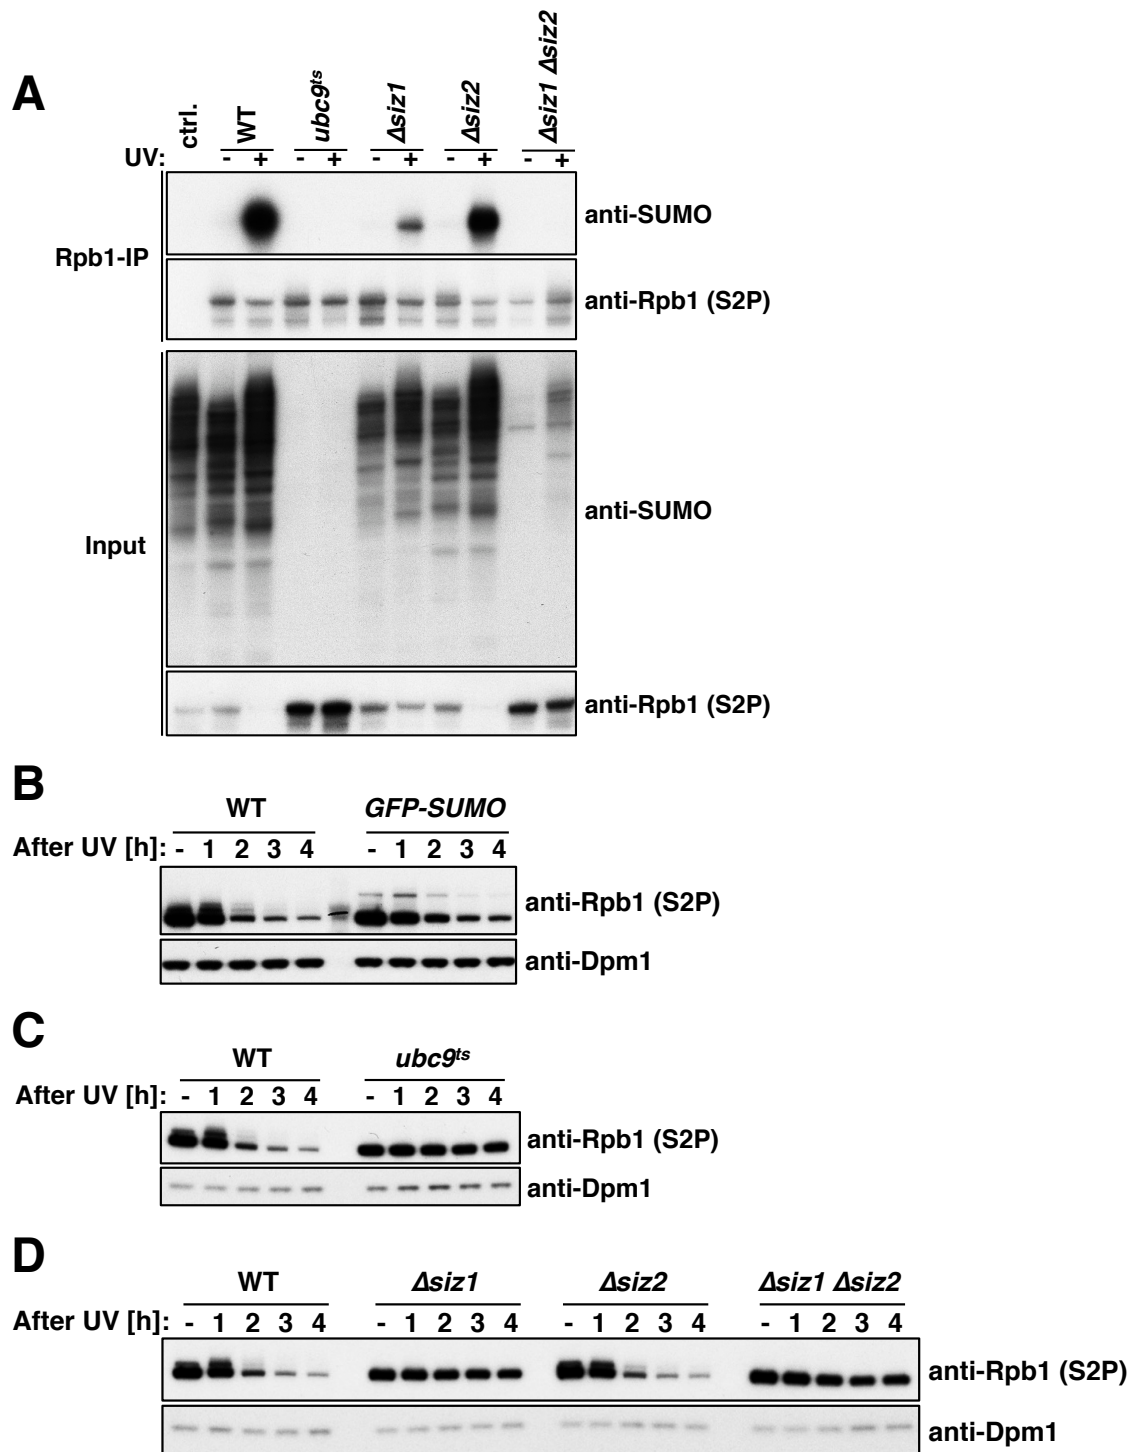 A
ctrl.
WT
ubc9ts
Δsiz1
Δsiz2
Δsiz1 Δsiz2
UV: - + - + - + - + - +
Rpb1-IP
anti-SUMO
anti-Rpb1 (S2P)
Input
anti-SUMO
anti-Rpb1 (S2P)
B
WT GFP-SUMO
After UV [h]: - 1 2 3 4 - 1 2 3 4
anti-Rpb1 (S2P)
anti-Dpm1
C
WT ubc9ts
After UV [h]: - 1 2 3 4 - 1 2 3 4
anti-Rpb1 (S2P)
anti-Dpm1
D
WT Δsiz1 Δsiz2 Δsiz1 Δsiz2
After UV [h]: - 1 2 3 4 - 1 2 3 4 - 1 2 3 4 - 1 2 3 4
anti-Rpb1 (S2P)
anti-Dpm1